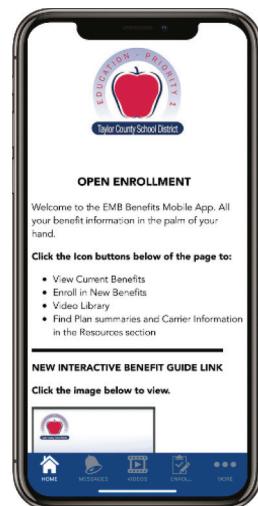 EDUCATION - PRIORITY 1
Taylor County School District
OPEN ENROLLMENT
Welcome to the EMB Benefits Mobile App. All
your benefit information in the palm of your
hand.
Click the Icon buttons below of the page to:
• View Current Benefits
• Enroll in New Benefits
• Video Library
• Find Plan summaries and Carrier Information
in the Resources section
NEW INTERACTIVE BENEFIT GUIDE LINK
Click the image below to view.
HOME MESSAGES VIDEOS ENROLL MORE